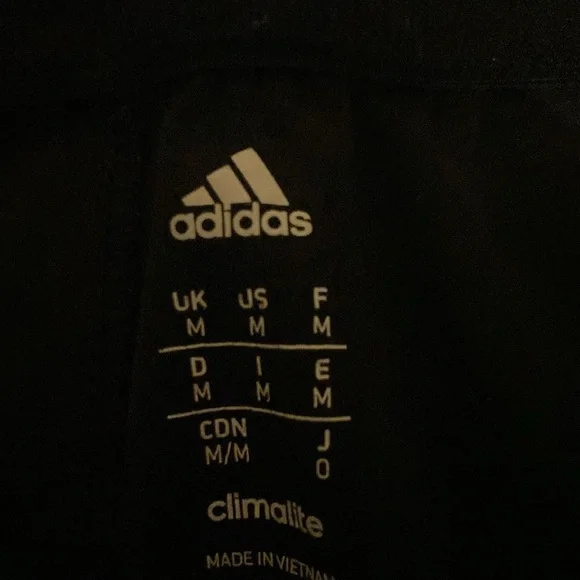 adidas
UK US F
M M M
D I E
M M M
CDN J
M/M O
climalite
MADE IN VIETNAM